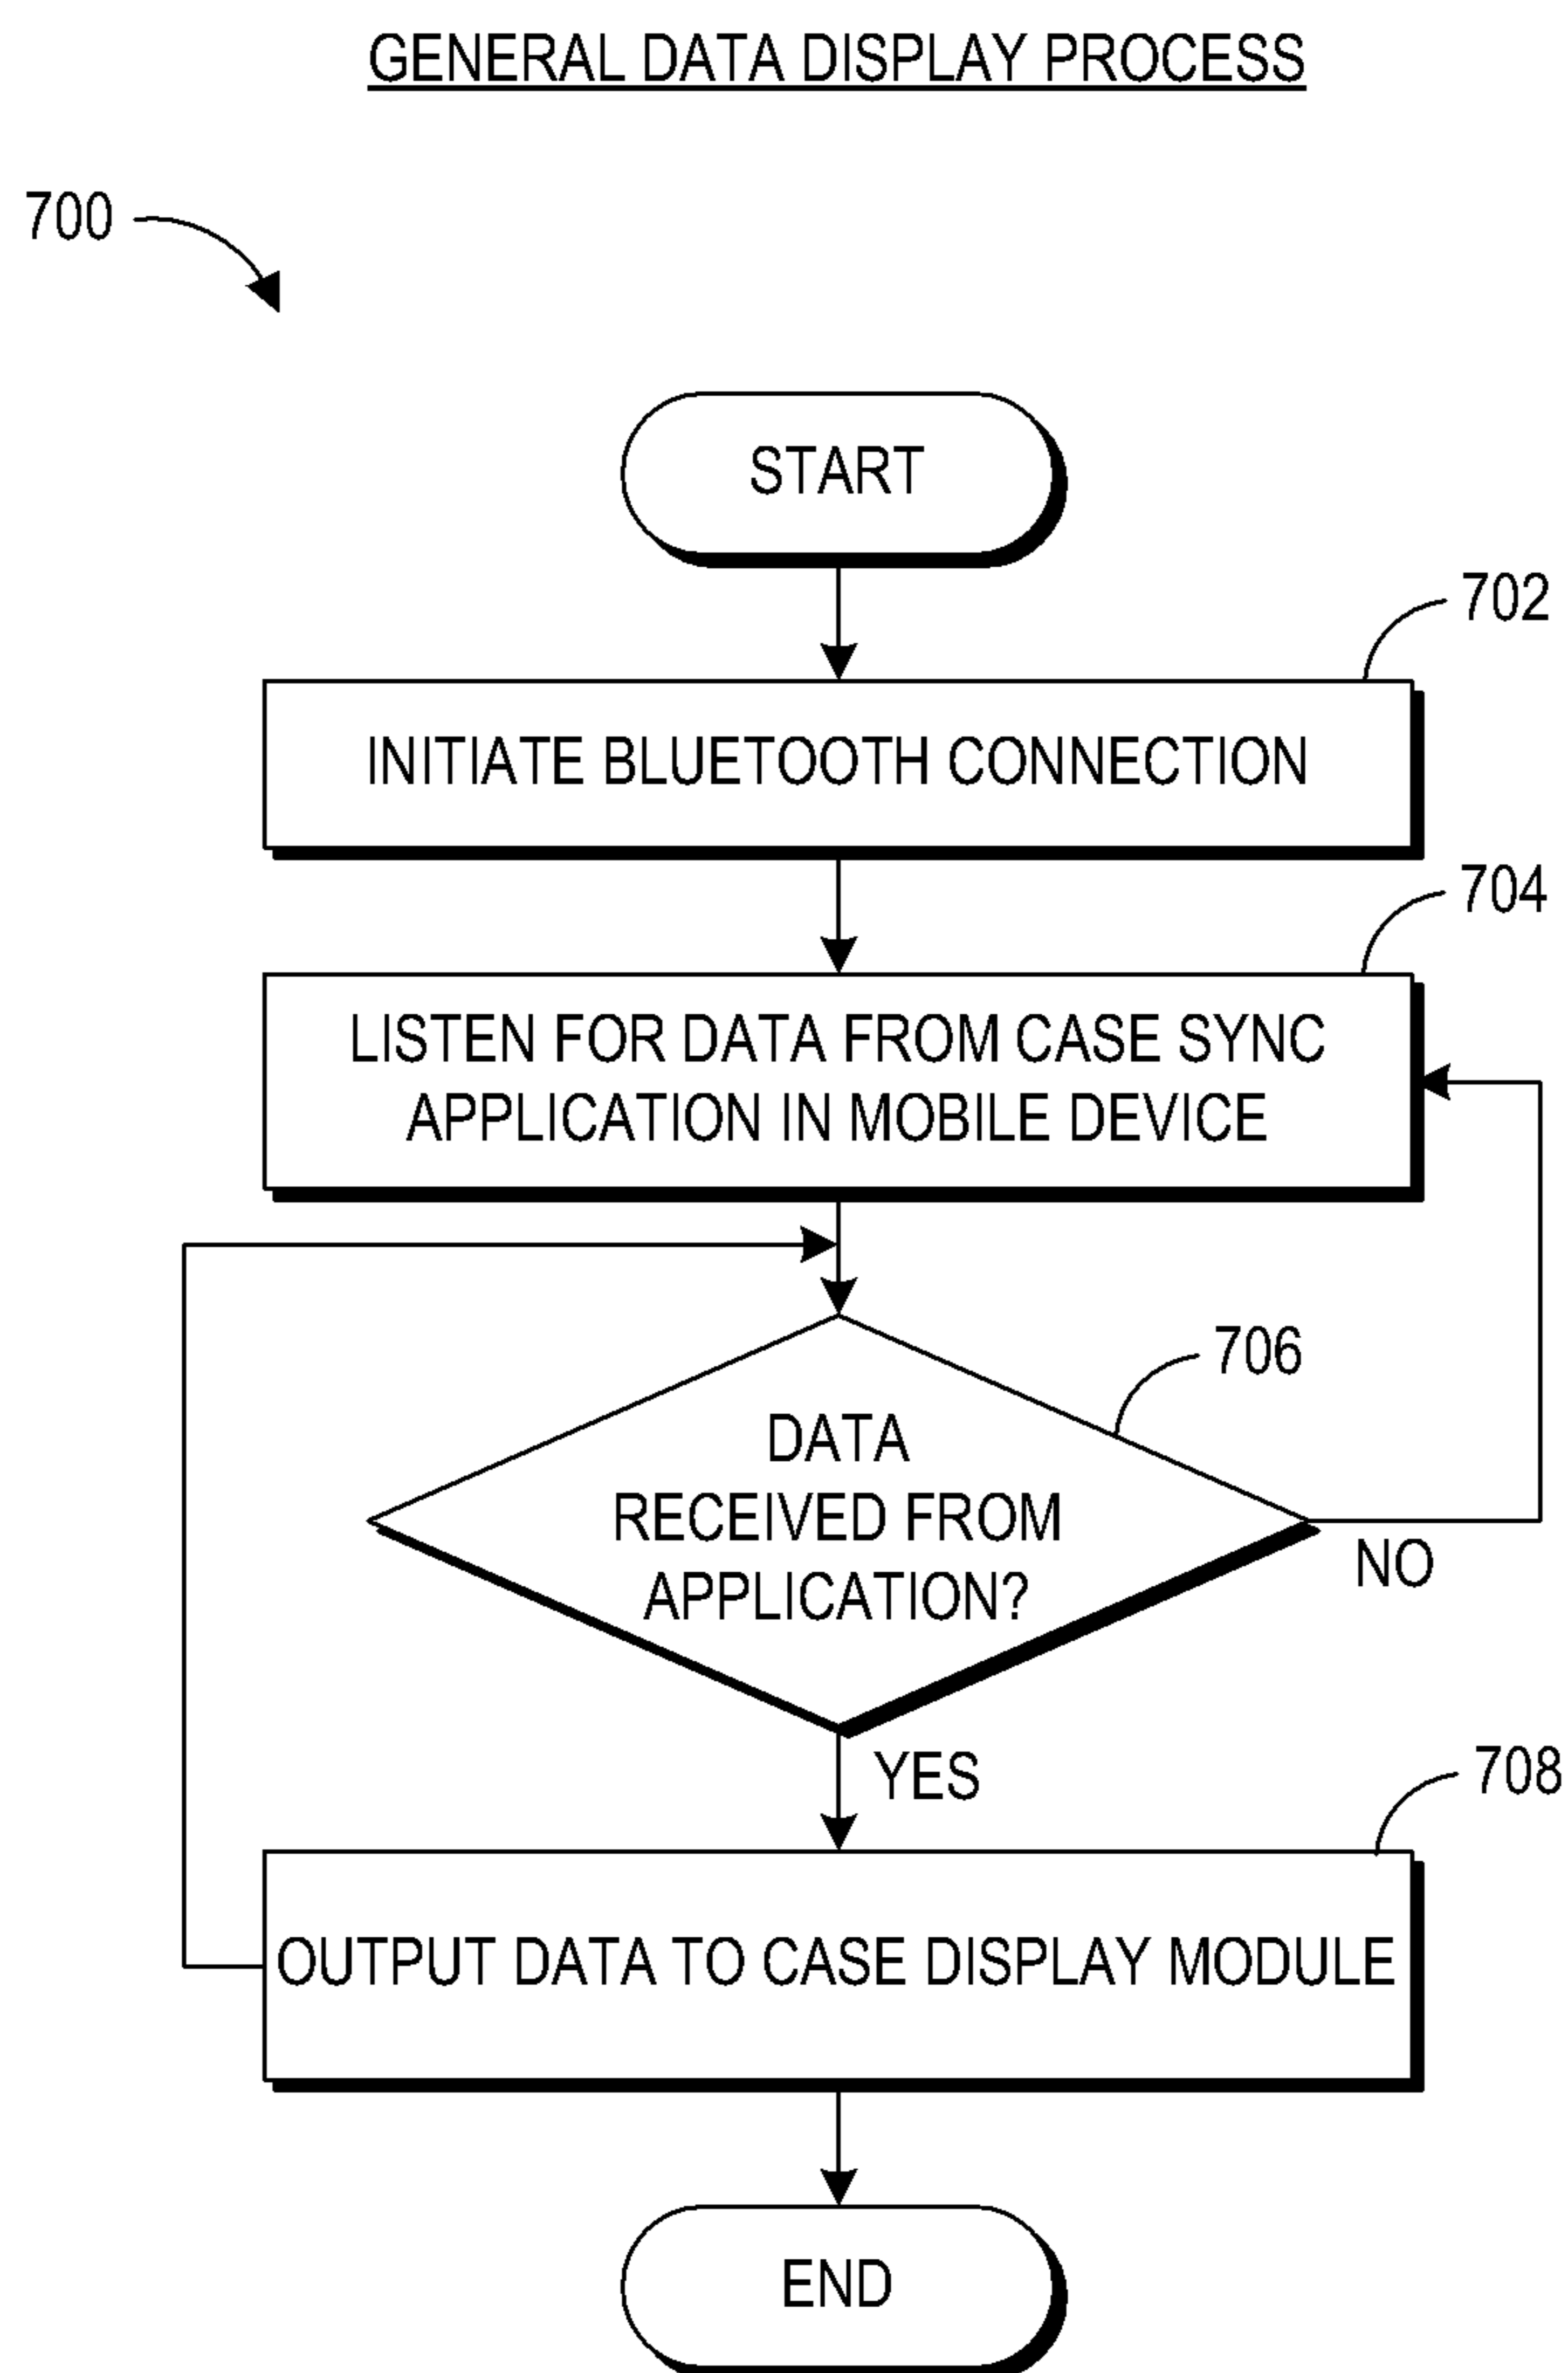 GENERAL DATA DISPLAY PROCESS
700
START
702
INITIATE BLUETOOTH CONNECTION
704
LISTEN FOR DATA FROM CASE SYNC
APPLICATION IN MOBILE DEVICE
706
DATA
RECEIVED FROM
APPLICATION?
NO
YES
708
OUTPUT DATA TO CASE DISPLAY MODULE
END